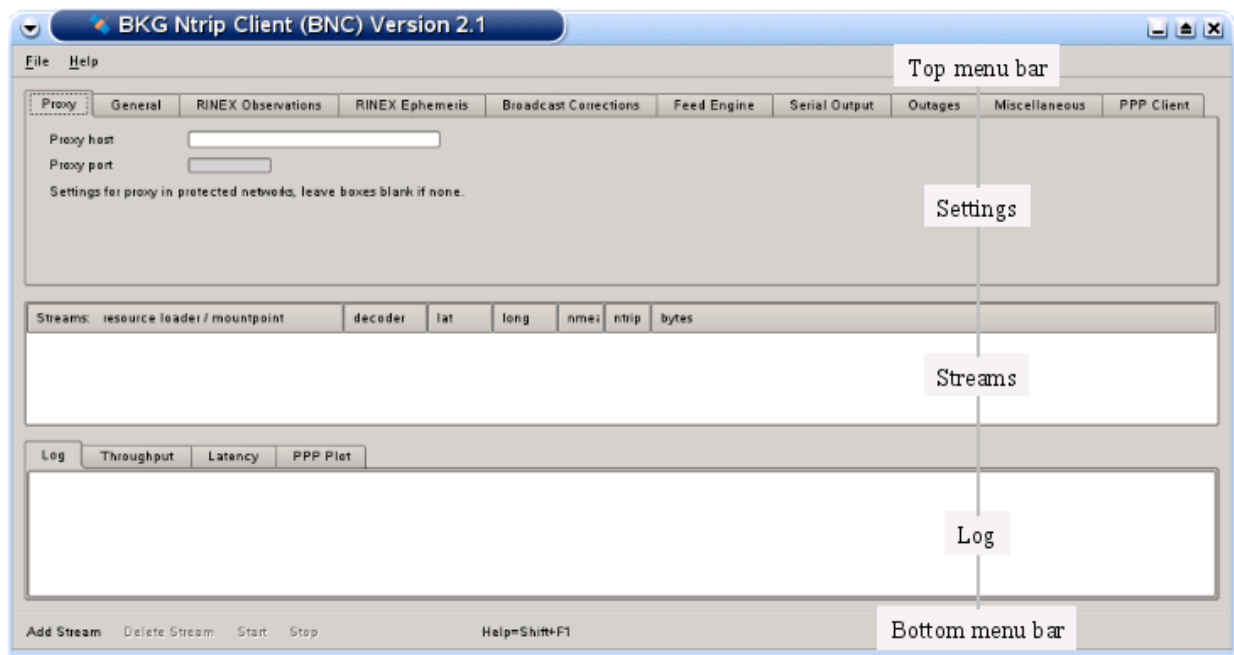 BKG Ntrip Client (BNC) Version 2.1
File Help
Top menu bar
Proxy General RINEX Observations RINEX Ephemeris Broadcast Corrections Feed Engine Serial Output Outages Miscellaneous PPP Client
Proxy host
Proxy port
Settings for proxy in protected networks, leave boxes blank if none.
Settings
Streams: resource loader / mountpoint decoder lat long nmea ntrip bytes
Streams
Log Throughput Latency PPP Plot
Log
Add Stream Delete Stream Start Stop Help=Shift+F1
Bottom menu bar